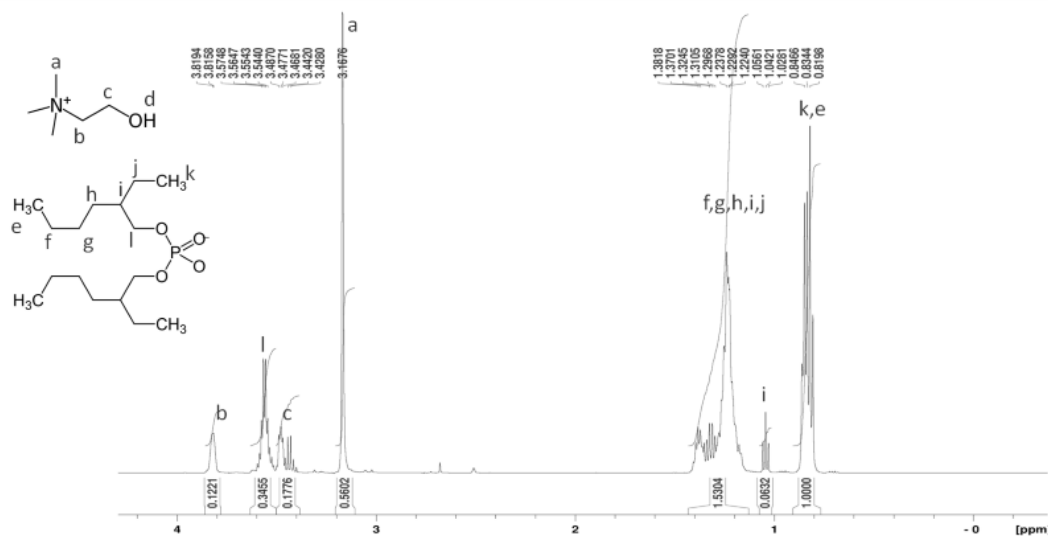 3.8194
3.8158
3.5748
3.5647
3.5543
3.5440
3.4870
3.4771
3.4681
3.4420
3.4280
3.1676
1.3818
1.3701
1.3245
1.3105
1.2968
1.2378
1.2292
1.2240
1.0561
1.0421
1.0281
0.8466
0.8344
0.8198
a
k,e
a
c
d
N+
OH
b
j
CH3 k
i
h
H3C
e
f
g
l
O
P
O-
O
O
H3C
CH3
f,g,h,i,j
b
l
c
i
0.1221
0.3455
0.1776
0.5602
1.5304
0.0632
1.0000
4
3
2
1
- 0
[ppm]